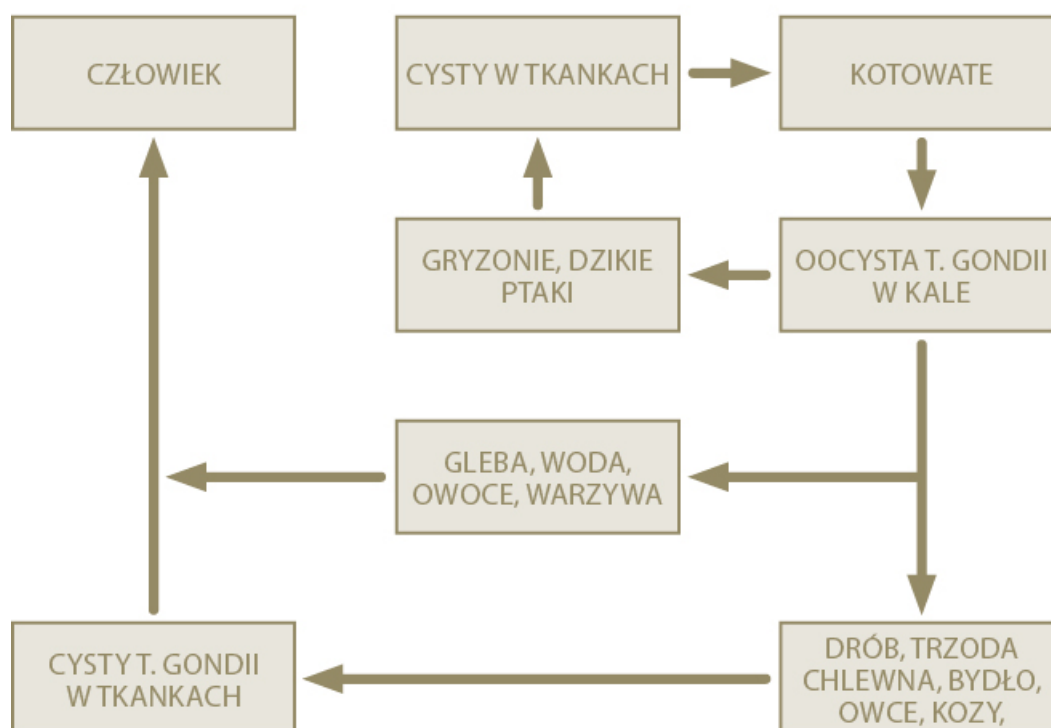 CZŁOWIEK
CYSTY W TKANKACH
KOTOWATE
GRYZONIE, DZIKIE
PTAKI
OOCYSTA T. GONDII
W KALE
GLEBA, WODA,
OWOCE, WARZYWA
CYSTY T. GONDII
W TKANKACH
DRÓB, TRZODA
CHLEWNA, BYDŁO,
OWCE, KOZY,